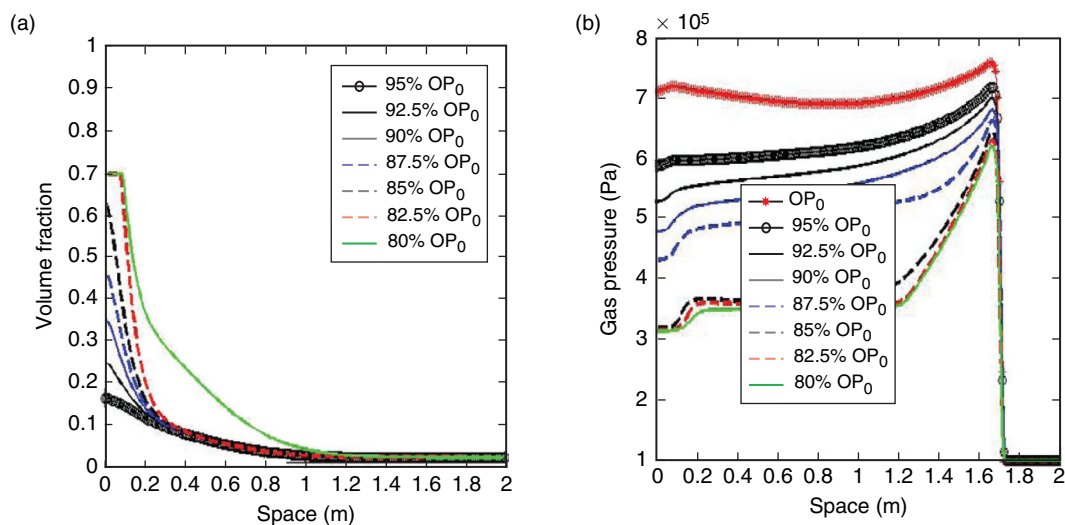 (a)
1
0.9
0.8
0.7
0.6
0.5
0.4
0.3
0.2
0.1
0
Volume fraction
95% OP0
92.5% OP0
90% OP0
87.5% OP0
85% OP0
82.5% OP0
80% OP0
0 0.2 0.4 0.6 0.8 1 1.2 1.4 1.6 1.8 2
Space (m)
(b)
× 10⁵
8
7
6
5
4
3
2
1
Gas pressure (Pa)
OP0
95% OP0
92.5% OP0
90% OP0
87.5% OP0
85% OP0
82.5% OP0
80% OP0
0 0.2 0.4 0.6 0.8 1 1.2 1.4 1.6 1.8 2
Space (m)